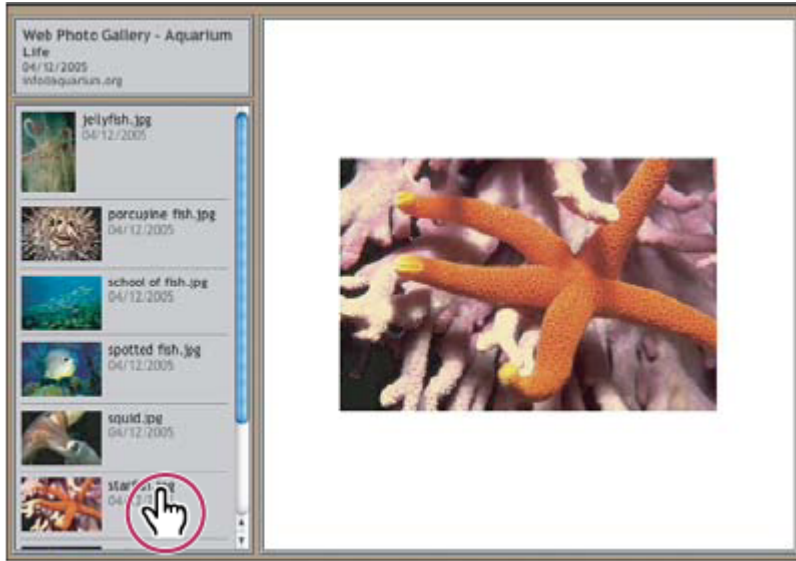 Web Photo Gallery - Aquarium
Life
04/12/2005
info@aquarium.org
jellyfish.jpg
04/12/2005
porcupine fish.jpg
04/12/2005
school of fish.jpg
04/12/2005
spotted fish.jpg
04/12/2005
squid.jpg
04/12/2005